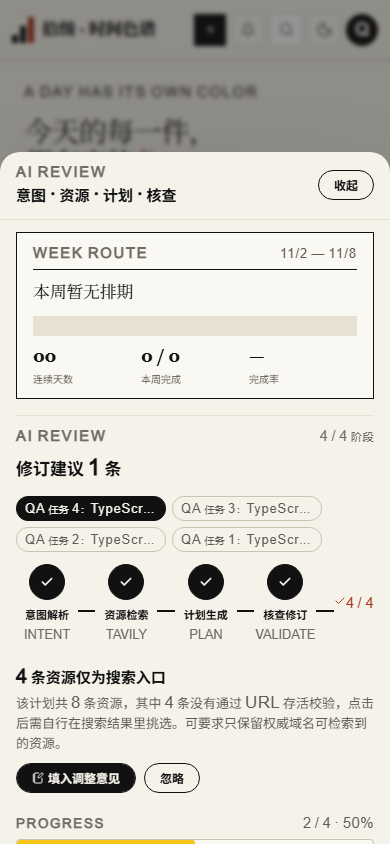 拾级 · 时间色谱
A DAY HAS ITS OWN COLOR
今天的每一件,
AI REVIEW
意图·资源·计划·核查
收起
WEEK ROUTE
11/2 — 11/8
本周暂无排期
00
0 / 0
—
连续天数
本周完成
完成率
AI REVIEW
4 / 4 阶段
修订建议 1 条
QA 任务 4：TypeScr...
QA 任务 3：TypeScr...
QA 任务 2：TypeScr...
QA 任务 1：TypeScr...
意图解析
资源检索
计划生成
核查修订
4 / 4
INTENT
TAVILY
PLAN
VALIDATE
4 条资源仅为搜索入口
该计划共 8 条资源，其中 4 条没有通过 URL 存活校验，点击
后需自行在搜索结果里挑选。可要求只保留权威域名可检索到
的资源。
填入调整意见
忽略
PROGRESS
2 / 4 · 50%